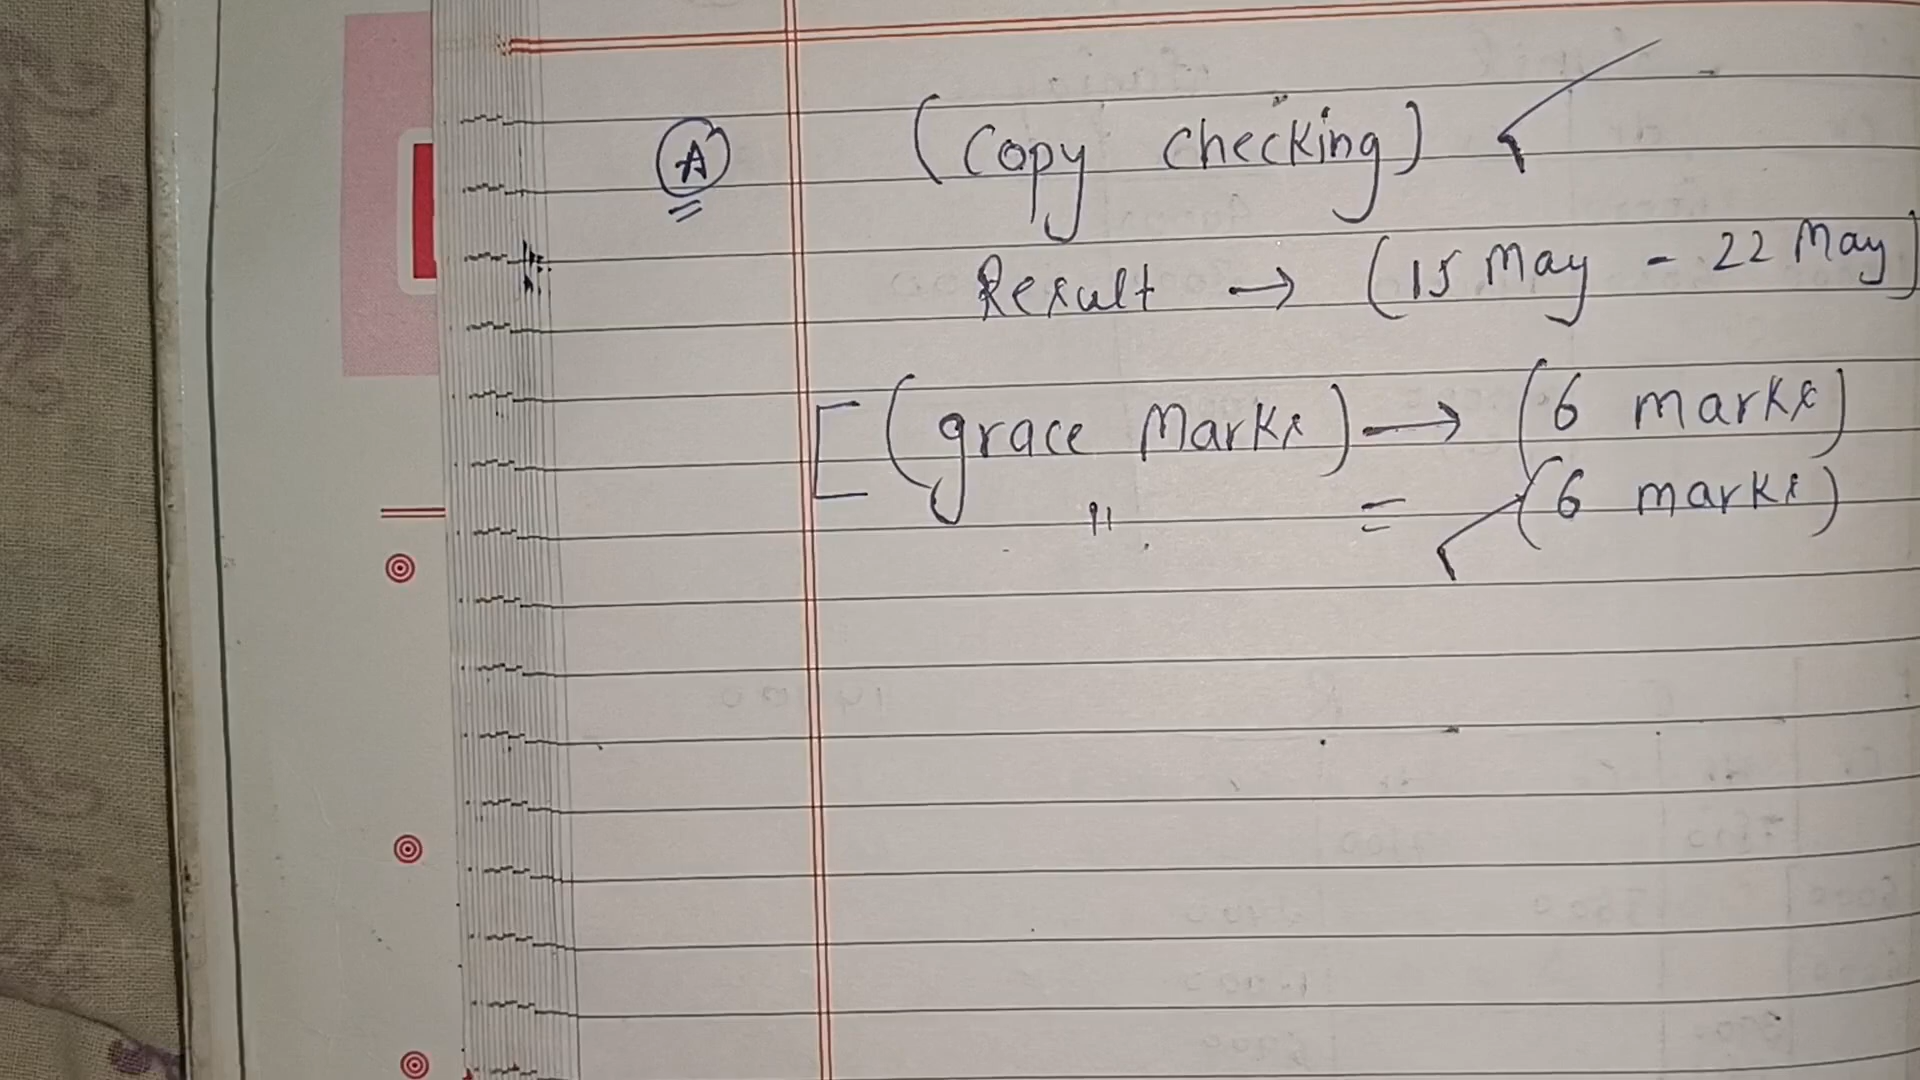 A (Copy checking)
Result → (15 May - 22 May)
[(grace Marks) → (6 marks)
" = (6 marks)